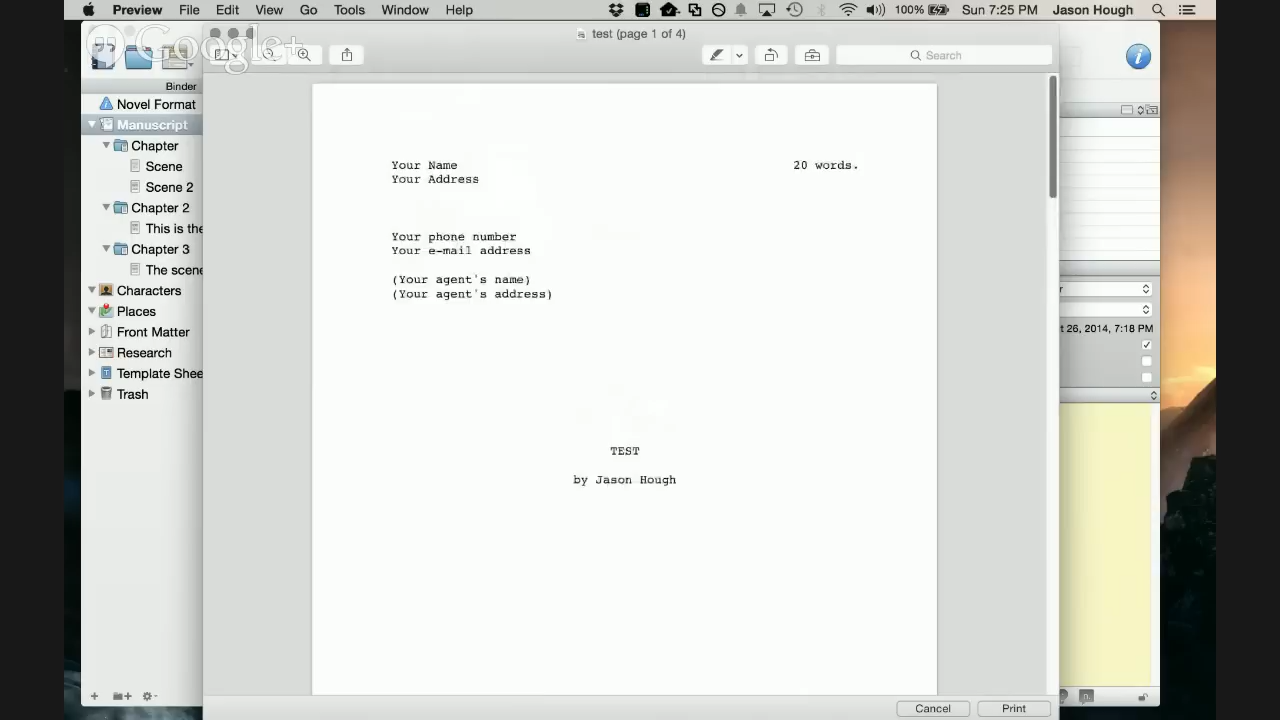 Preview File Edit View Go Tools Window Help 100% Sun 7:25 PM Jason Hough
Google+
test (page 1 of 4)
Search
Binder
Novel Format
Manuscript
Chapter
Scene
Scene 2
Chapter 2
This is the
Chapter 3
The scene
Characters
Places
Front Matter
Research
Template Shee
Trash
Your Name 20 words.
Your Address
Your phone number
Your e-mail address
(Your agent's name)
(Your agent's address)
TEST
by Jason Hough
r
t 26, 2014, 7:18 PM
Cancel Print